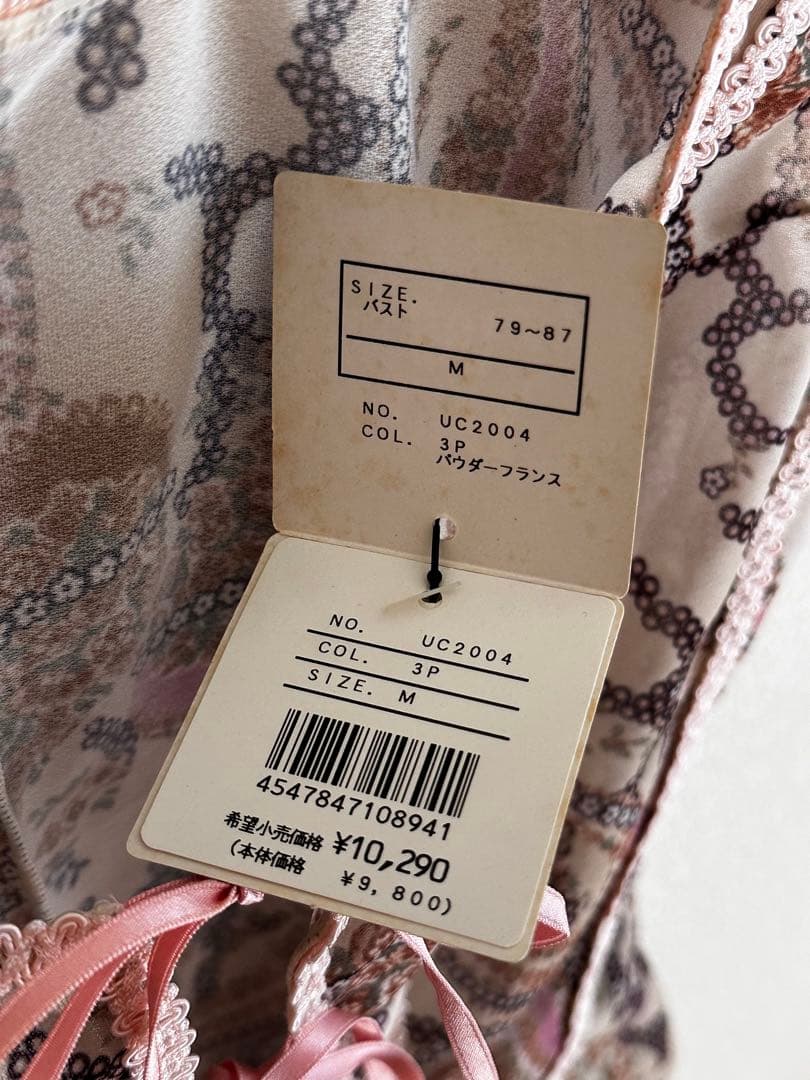 SIZE.
バスト
79~87
M
NO. UC2004
COL. 3P
パウダーフランス
NO. UC2004
COL. 3P
SIZE. M
4547847108941
希望小売価格 ¥10,290
(本体価格 ¥9,800)